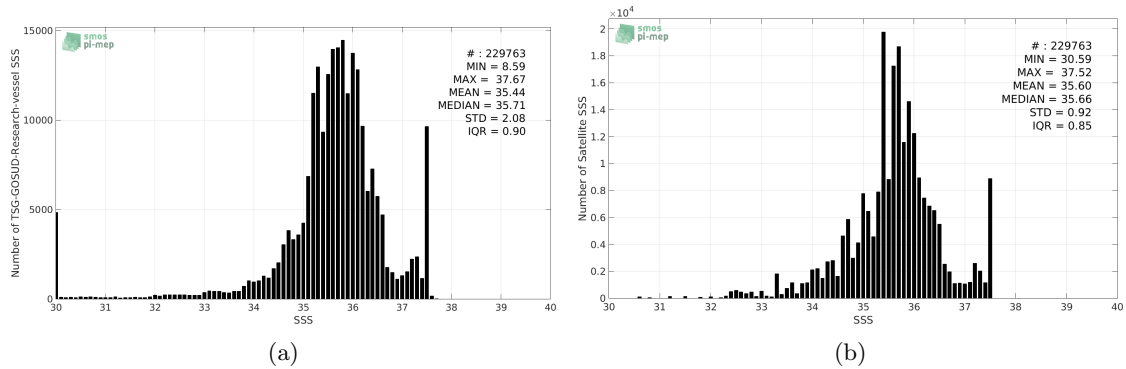 smos
pi-mep
# : 229763
MIN = 8.59
MAX = 37.67
MEAN = 35.44
MEDIAN = 35.71
STD = 2.08
IQR = 0.90
Number of TSG-GOSUD-Research-vessel SSS
15000
10000
5000
0
30 31 32 33 34 35 36 37 38 39 40
SSS
(a)
×10⁴
smos
pi-mep
# : 229763
MIN = 30.59
MAX = 37.52
MEAN = 35.60
MEDIAN = 35.66
STD = 0.92
IQR = 0.85
Number of Satellite SSS
2
1.8
1.6
1.4
1.2
1
0.8
0.6
0.4
0.2
0
30 31 32 33 34 35 36 37 38 39 40
SSS
(b)